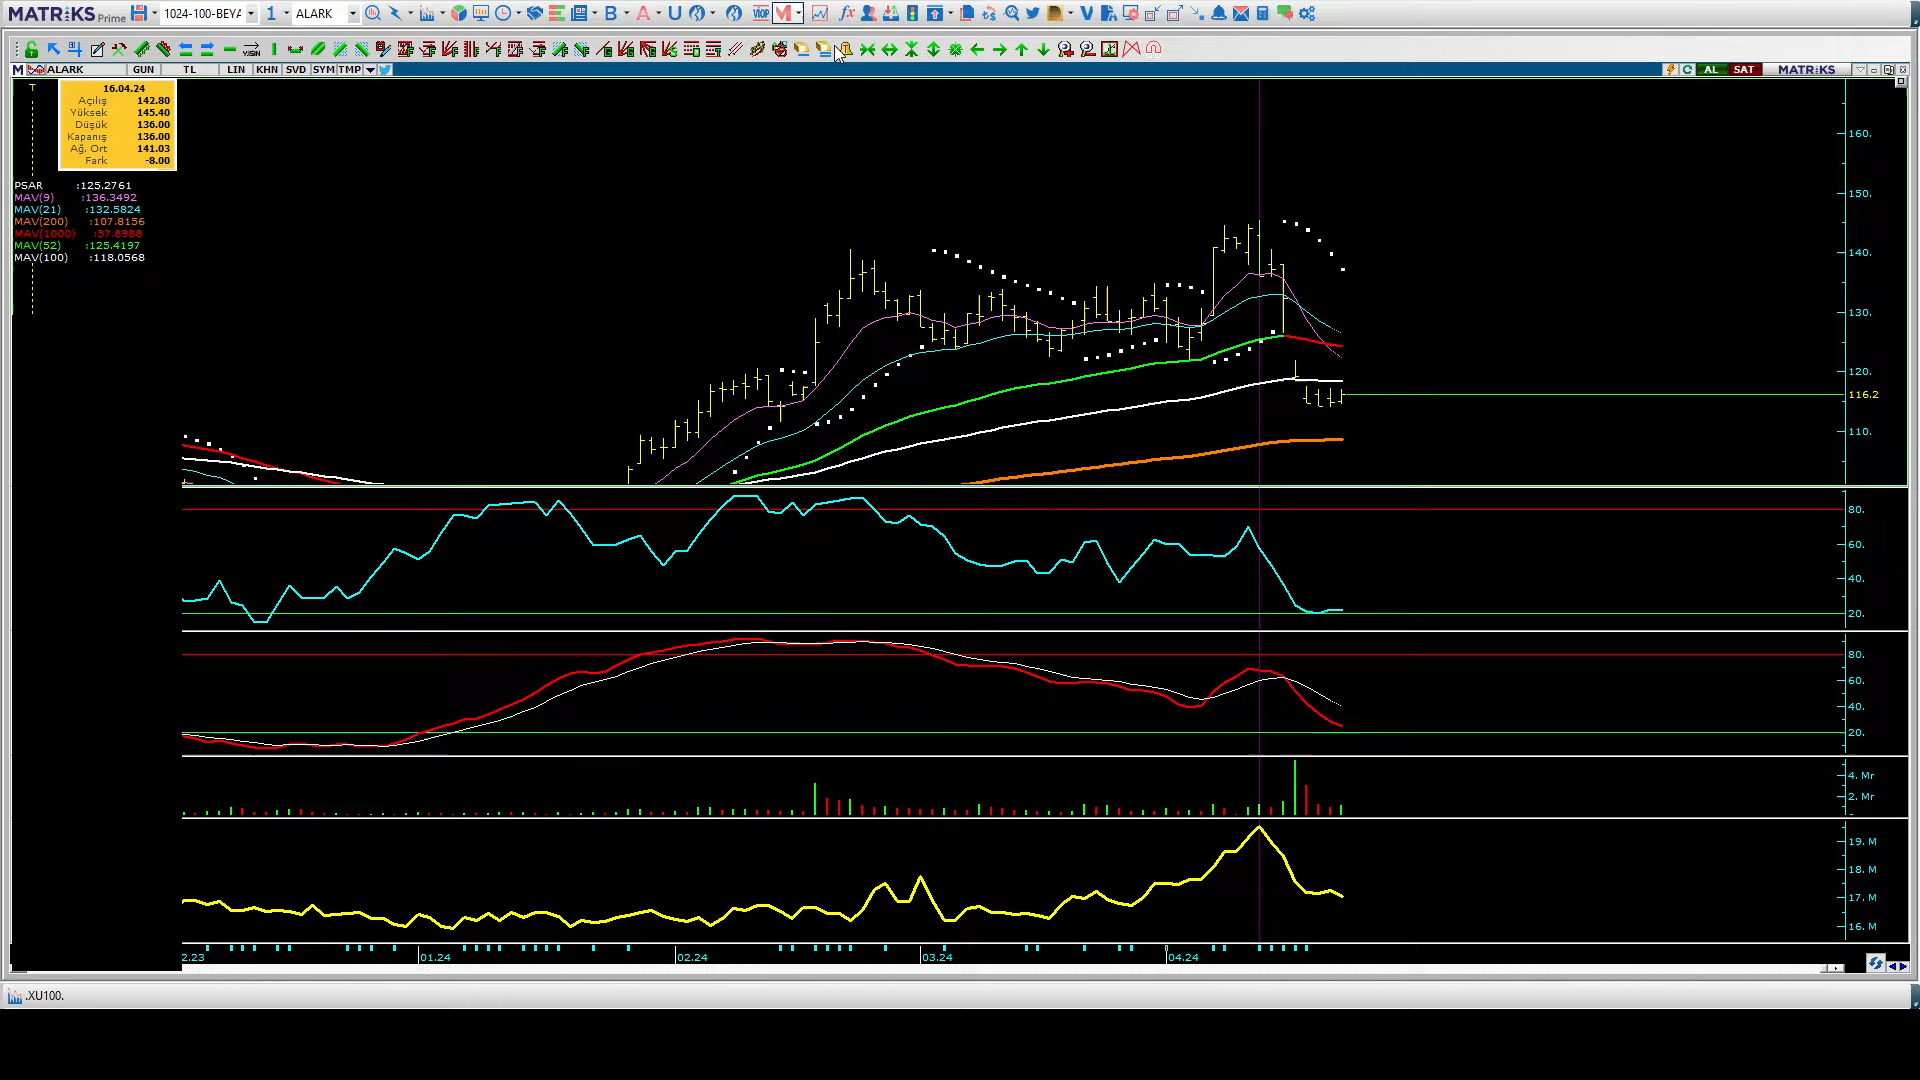 MATRiKS Prime 1024-100-BEYA 1 ALARK B A U VIOP M fx V
YJSIN
M ALARK GUN TL LIN KHN SVD SYM TMP AL SAT MATRiKS
T
16.04.24
Açılış 142.80
Yüksek 145.40
Düşük 136.00
Kapanış 136.00
Ağ. Ort 141.03
Fark -8.00
PSAR :125.2761
MAV(9) :136.3492
MAV(21) :132.5824
MAV(200) :107.8156
MAV(1000) :57.8988
MAV(52) :125.4197
MAV(100) :118.0568
160.
150.
140.
130.
120.
116.2
110.
80.
60.
40.
20.
80.
60.
40.
20.
4. Mr
2. Mr
19. M
18. M
17. M
16. M
2.23 01.24 02.24 03.24 04.24
.XU100.